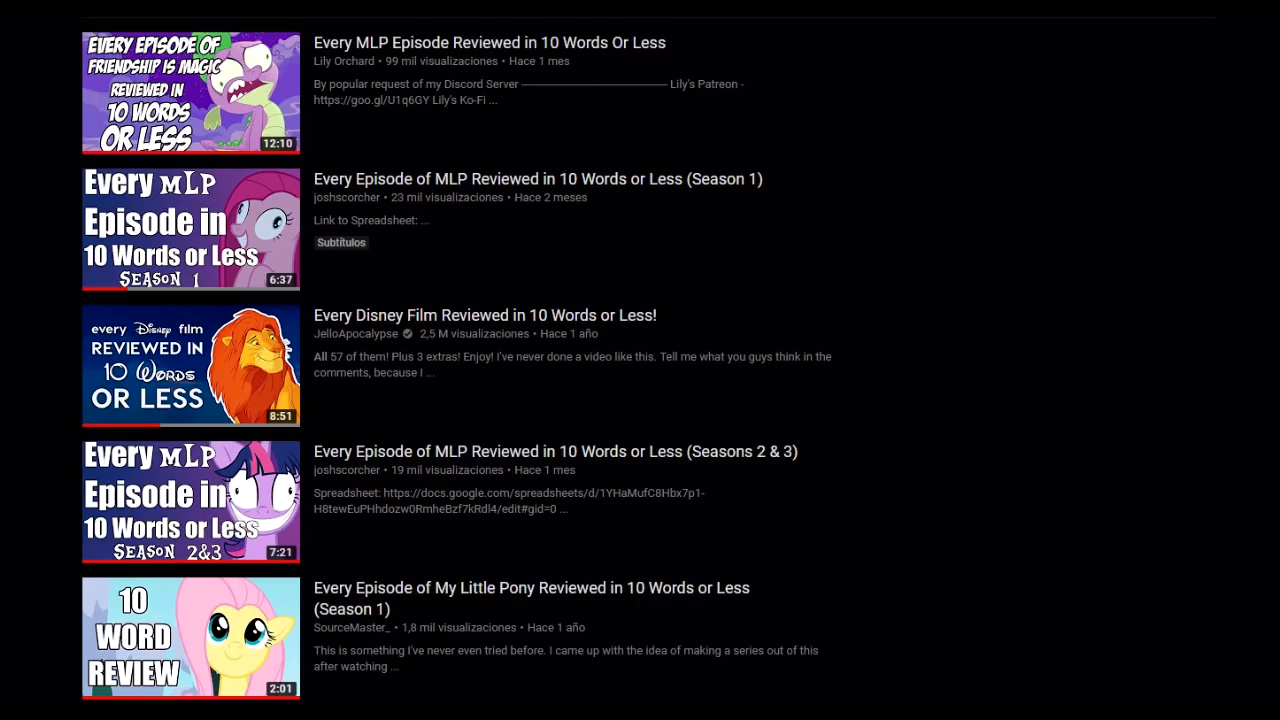 EVERY EPISODE OF
FRIENDSHIP IS MAGIC
REVIEWED IN
10 WORDS
OR LESS
12:10
Every MLP Episode Reviewed in 10 Words Or Less
Lily Orchard • 99 mil visualizaciones • Hace 1 mes
By popular request of my Discord Server —————————————— Lily's Patreon -
https://goo.gl/U1q6GY Lily's Ko-Fi ...
Every MLP
Episode in
10 Words or Less
SEASON 1
6:37
Every Episode of MLP Reviewed in 10 Words or Less (Season 1)
joshscorcher • 23 mil visualizaciones • Hace 2 meses
Link to Spreadsheet: ...
Subtítulos
every Disney film
REVIEWED IN
10 Words
OR LESS
8:51
Every Disney Film Reviewed in 10 Words or Less!
JelloApocalypse 2,5 M visualizaciones • Hace 1 año
All 57 of them! Plus 3 extras! Enjoy! I've never done a video like this. Tell me what you guys think in the
comments, because I ...
Every MLP
Episode in
10 Words or Less
SEASON 2&3
7:21
Every Episode of MLP Reviewed in 10 Words or Less (Seasons 2 & 3)
joshscorcher • 19 mil visualizaciones • Hace 1 mes
Spreadsheet: https://docs.google.com/spreadsheets/d/1YHaMufC8Hbx7p1-
H8tewEuPHhdozw0RmheBzf7kRdl4/edit#gid=0 ...
10
WORD
REVIEW
2:01
Every Episode of My Little Pony Reviewed in 10 Words or Less
(Season 1)
SourceMaster_ • 1,8 mil visualizaciones • Hace 1 año
This is something I've never even tried before. I came up with the idea of making a series out of this
after watching ...